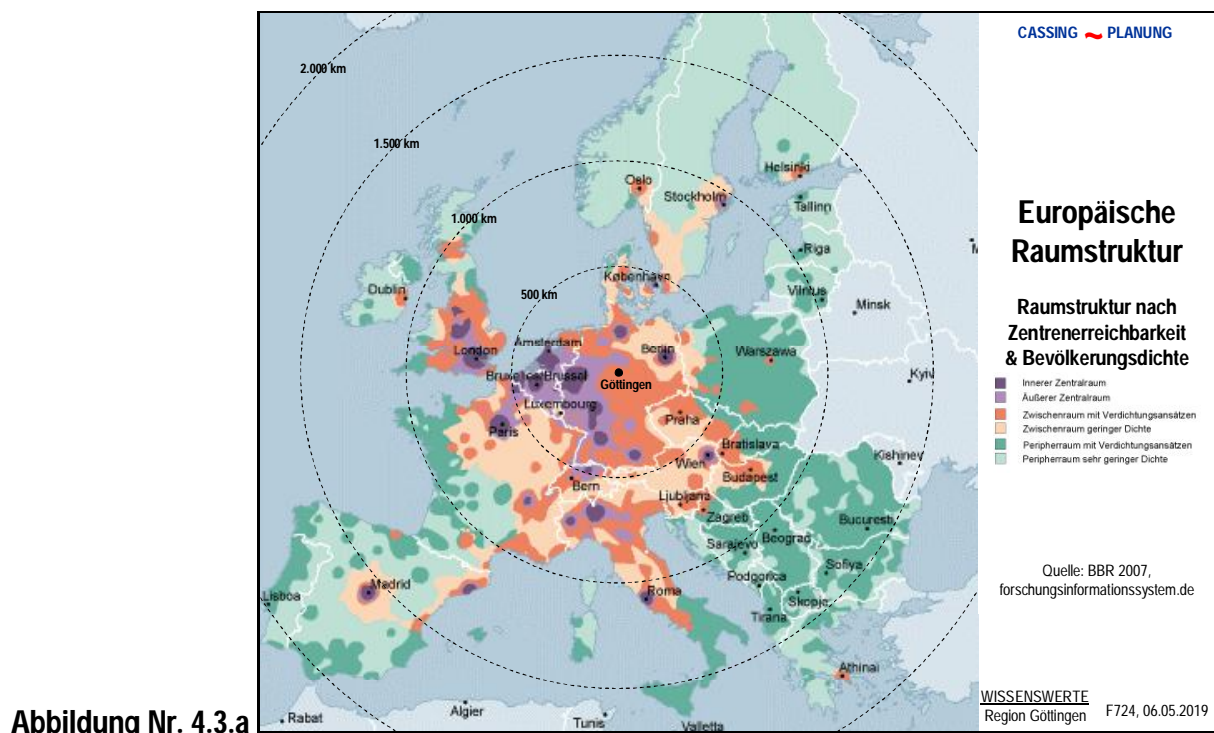 CASSING ~ PLANUNG
2.000 km
1.500 km
1.000 km
500 km
Helsinki
Oslo
Stockholm
Tallinn
Riga
København
Dublin
Vilnius
Minsk
M
London
Amsterdam
Berlin
Warszawa
Bruxelles/Brussel
Göttingen
Kyiv
Luxembourg
Paris
Praha
Bratislava
Wien
Kishinev
Bern
Budapest
Ljubljana
Zagreb
Bucuresti
Beograd
Sarajevo
Madrid
Podgorica
Sofiya
Lisboa
Roma
Skopje
Tirana
Athinai
Rabat
Algier
Tunis
Valletta
Europäische
Raumstruktur
Raumstruktur nach
Zentrenerreichbarkeit
& Bevölkerungsdichte
Innerer Zentralraum
Äußerer Zentralraum
Zwischenraum mit Verdichtungsansätzen
Zwischenraum geringer Dichte
Peripherraum mit Verdichtungsansätzen
Peripherraum sehr geringer Dichte
Quelle: BBR 2007,
forschungsinformationssystem.de
WISSENSWERTE
Region Göttingen F724, 06.05.2019
Abbildung Nr. 4.3.a